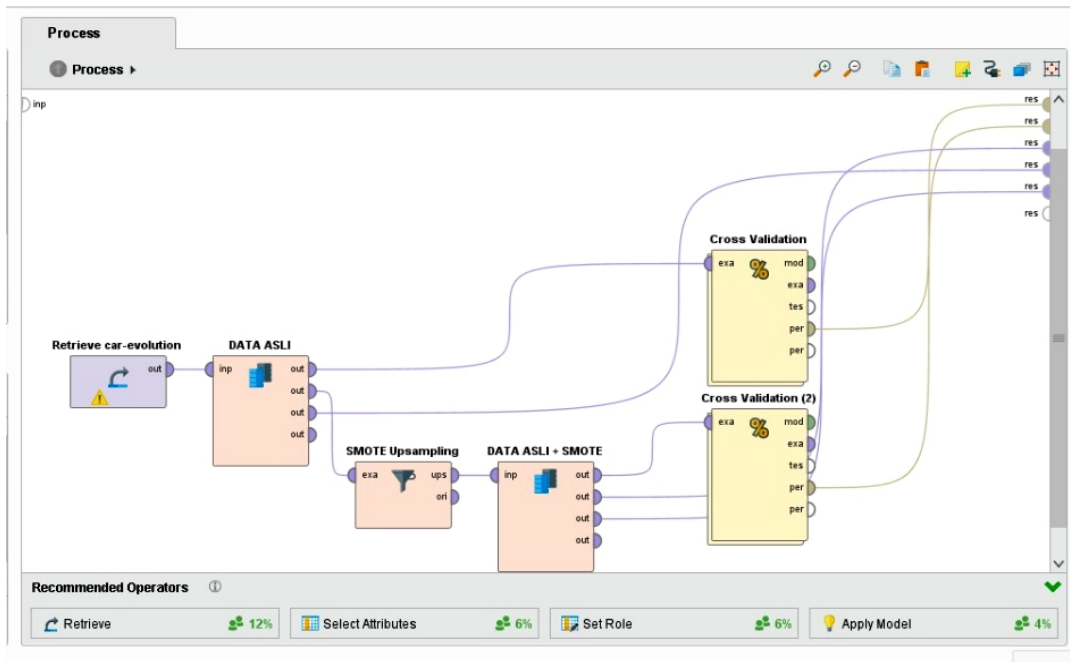 Process
Process
inp
res
res
res
res
res
res
Cross Validation
exa
mod
exa
tes
per
per
Retrieve car-evolution
out
DATA ASLI
inp
out
out
out
out
Cross Validation (2)
exa
mod
exa
tes
per
per
SMOTE Upsampling
exa
ups
ori
DATA ASLI + SMOTE
inp
out
out
out
out
Recommended Operators
Retrieve
12%
Select Attributes
6%
Set Role
6%
Apply Model
4%